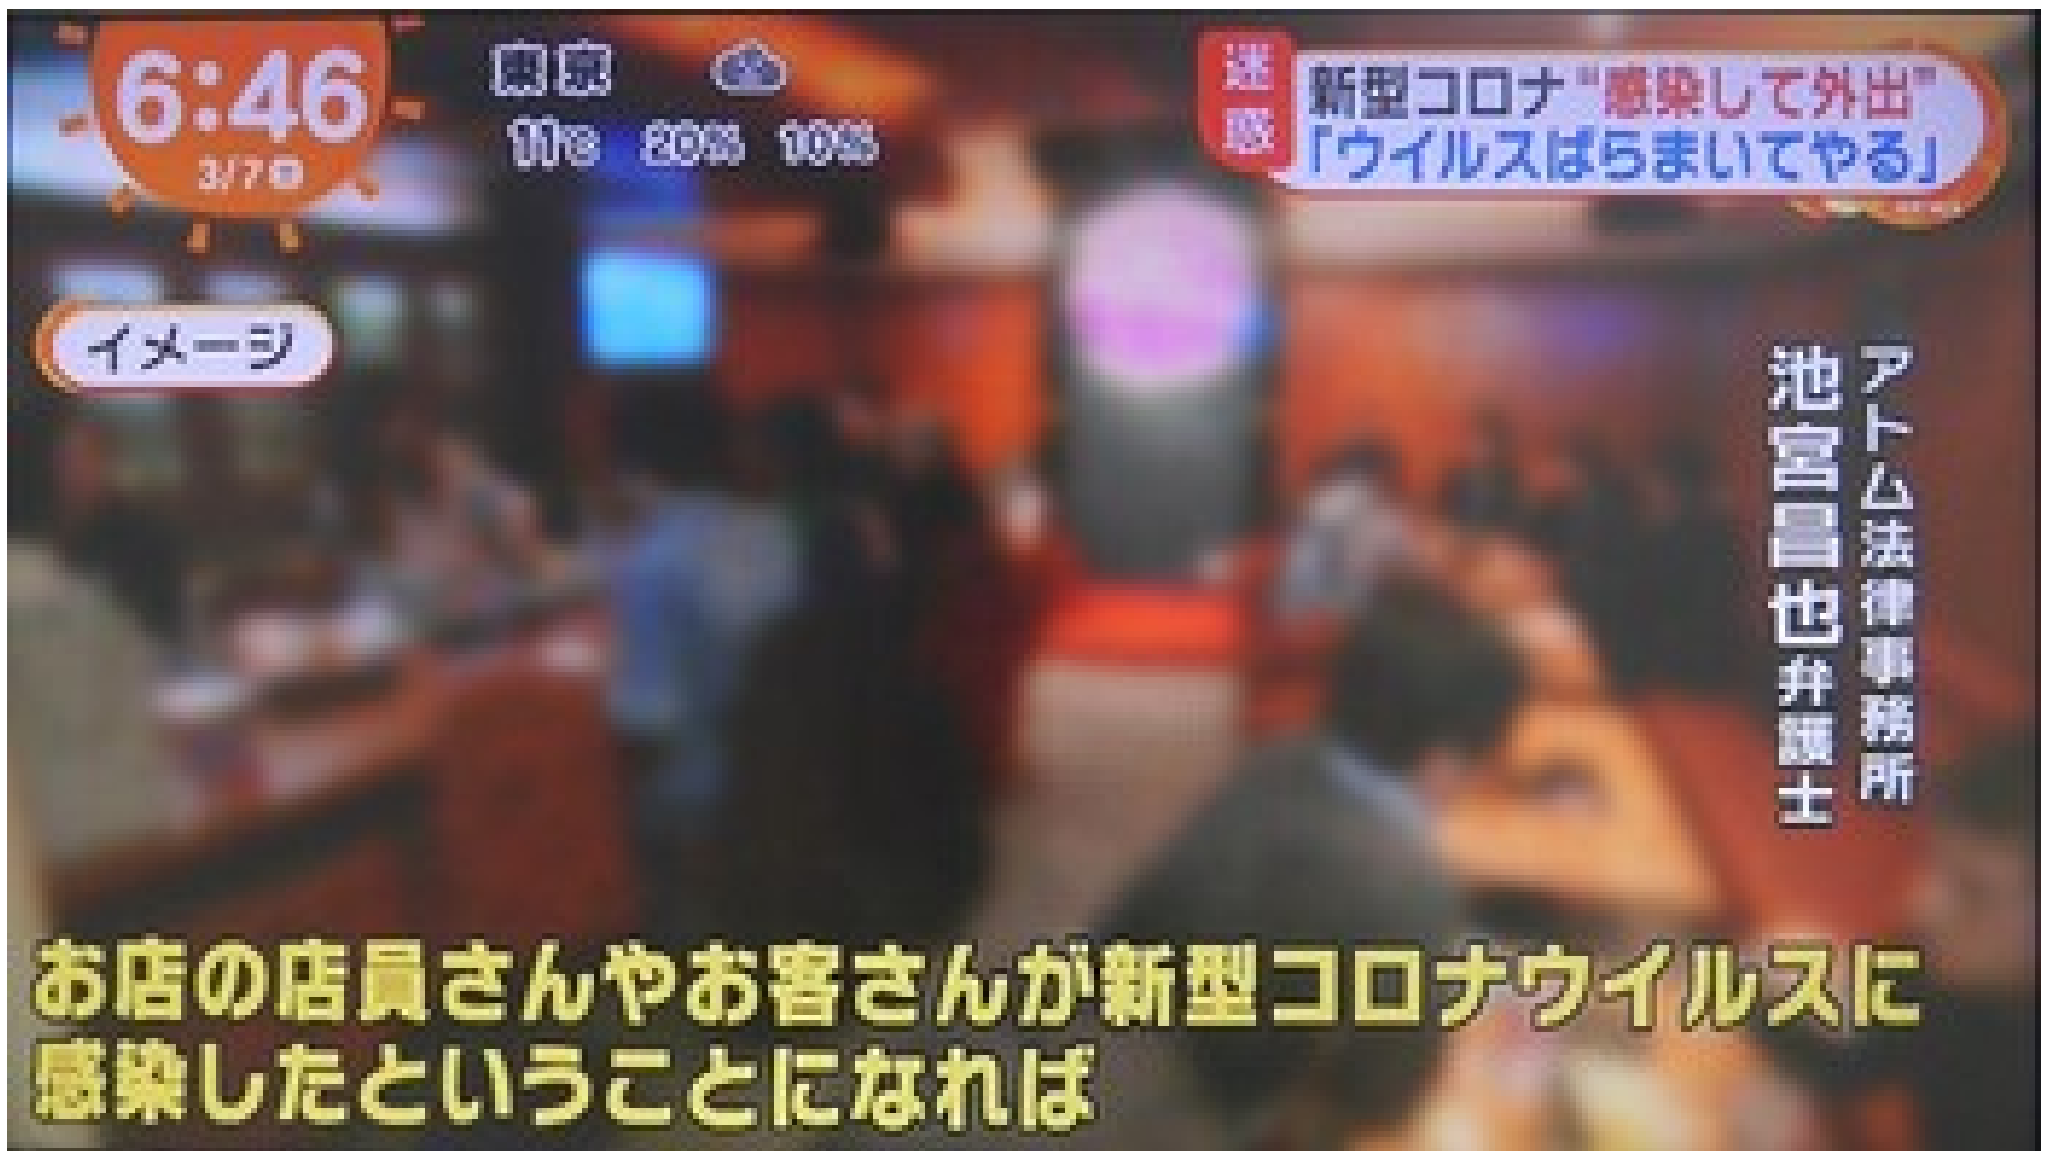 6:46
3/7
東京
11℃ 20% 10%
迷惑
新型コロナ“感染して外出”
「ウイルスばらまいてやる」
イメージ
アトム法律事務所
池宮昌也弁護士
お店の店員さんやお客さんが新型コロナウイルスに
感染したということになれば